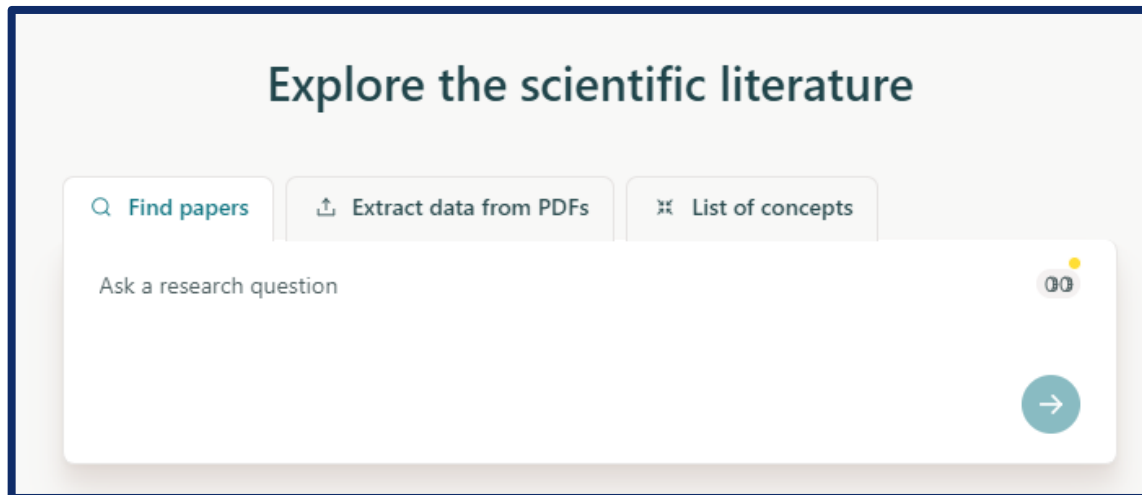 Explore the scientific literature
Find papers
Extract data from PDFs
List of concepts
Ask a research question